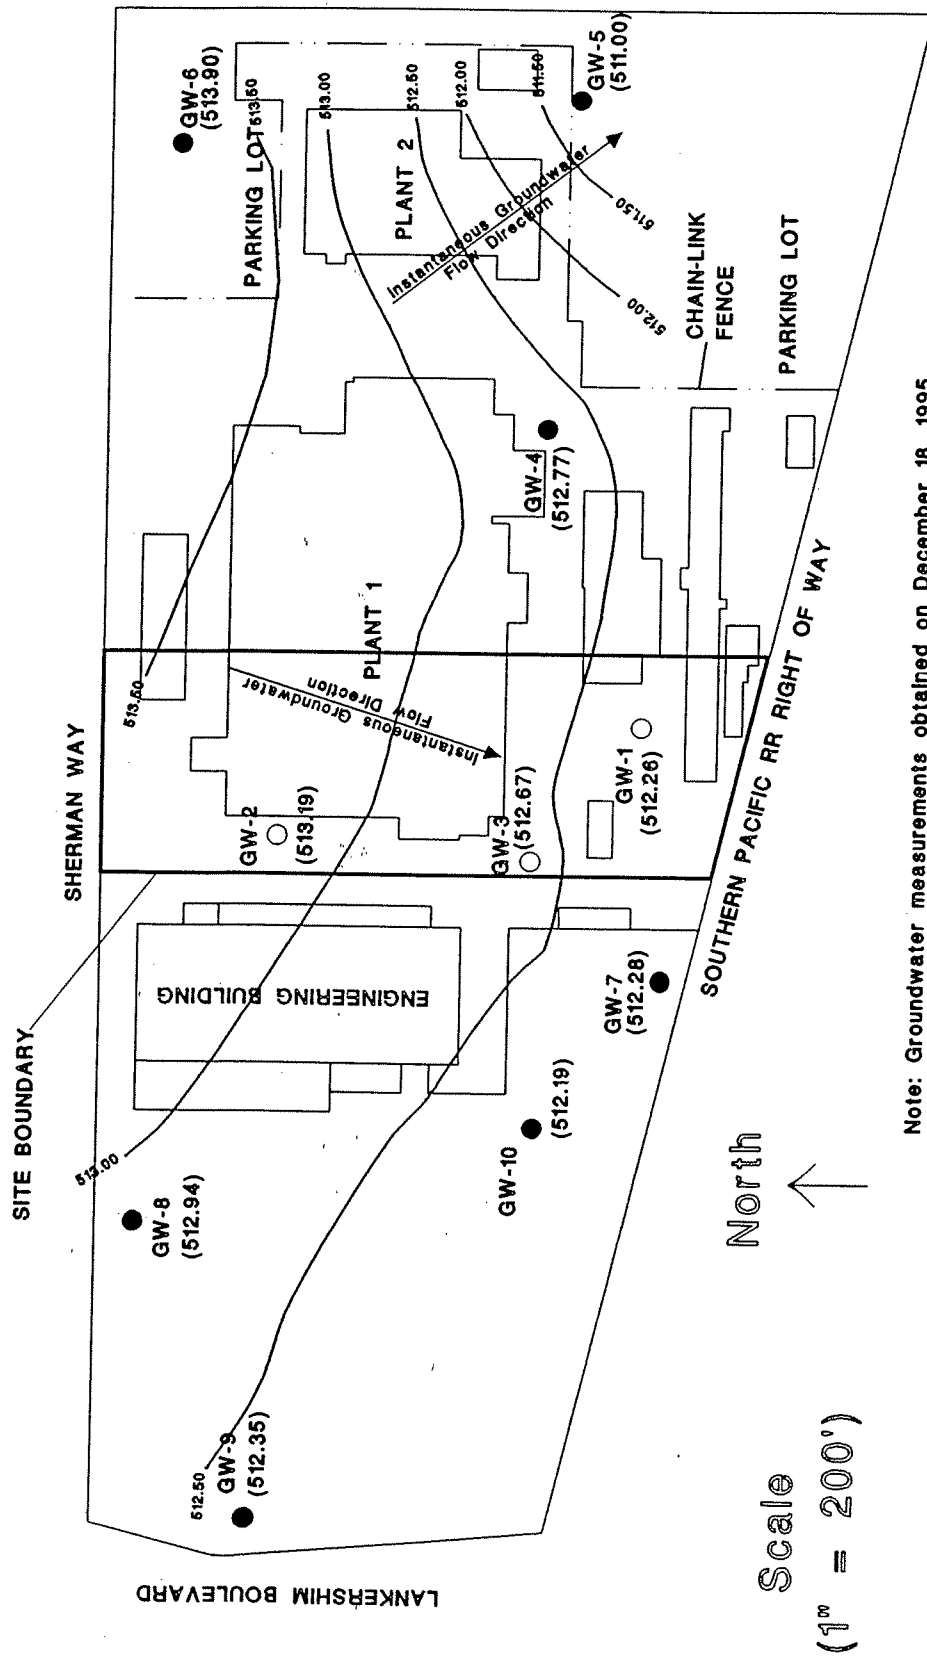 SITE BOUNDARY
SHERMAN WAY
LANKERSHIM BOULEVARD
513.00
GW-8
(512.94)
512.50
GW-9
(512.35)
ENGINEERING
BUILDING
GW-10
(512.19)
GW-7
(512.28)
GW-2
(513.19)
GW-3
(512.67)
GW-1
(512.26)
513.50
PLANT 1
Instantaneous Groundwater
Flow Direction
GW-4
(512.77)
GW-6
(513.90)
PARKING LOT
513.50
513.00
512.50
512.00
511.50
PLANT 2
Instantaneous Groundwater
Flow Direction
GW-5
(511.00)
511.50
512.00
CHAIN-LINK
FENCE
PARKING LOT
SOUTHERN PACIFIC RR RIGHT OF WAY
North
Scale
(1" = 200')
Note: Groundwater measurements obtained on December 18, 1995